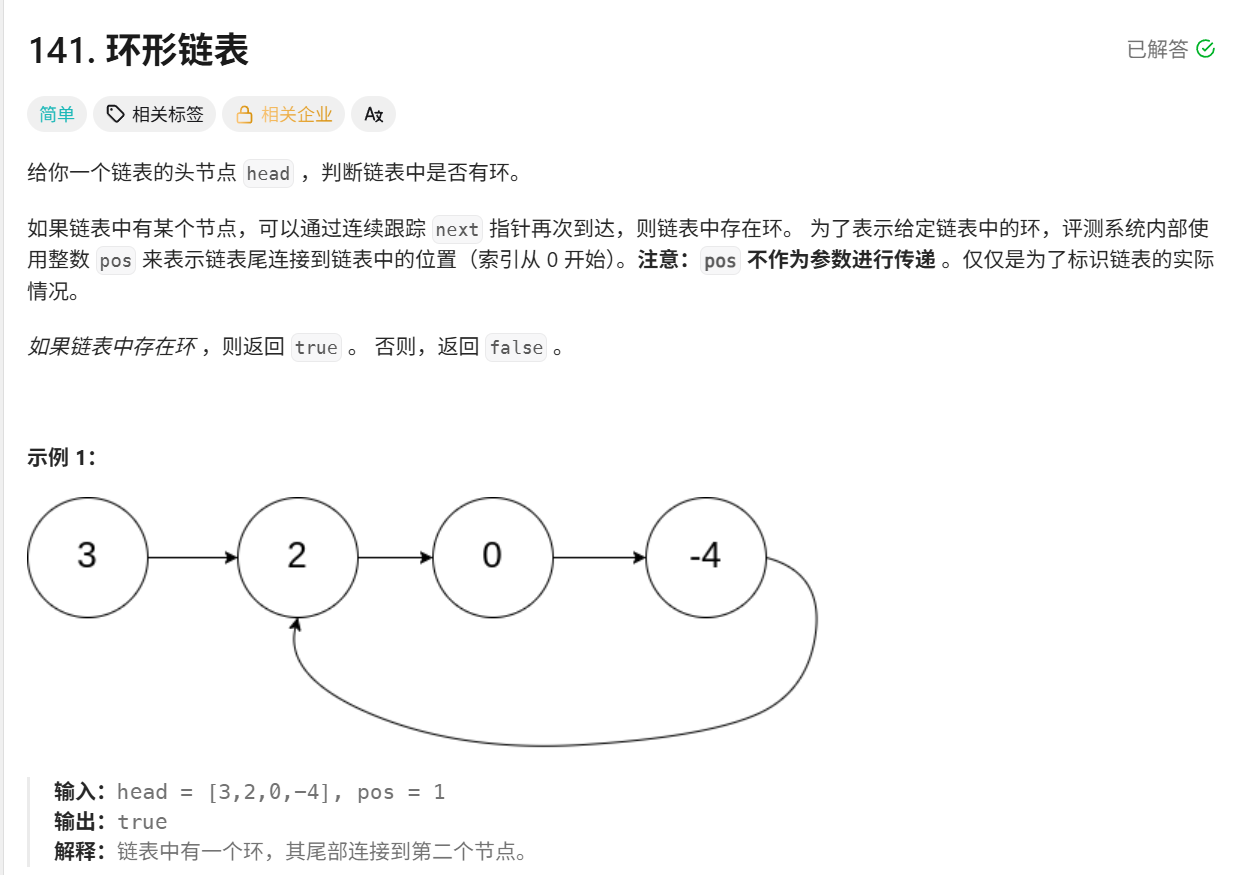 141. 环形链表
已解答
简单 相关标签 相关企业
给你一个链表的头节点 head ，判断链表中是否有环。
如果链表中有某个节点，可以通过连续跟踪 next 指针再次到达，则链表中存在环。 为了表示给定链表中的环，评测系统内部使
用整数 pos 来表示链表尾连接到链表中的位置（索引从 0 开始）。注意：pos 不作为参数进行传递 。仅仅是为了标识链表的实际
情况。
如果链表中存在环 ，则返回 true 。 否则，返回 false 。
示例 1：
3 2 0 -4
输入：head = [3,2,0,-4], pos = 1
输出：true
解释：链表中有一个环，其尾部连接到第二个节点。